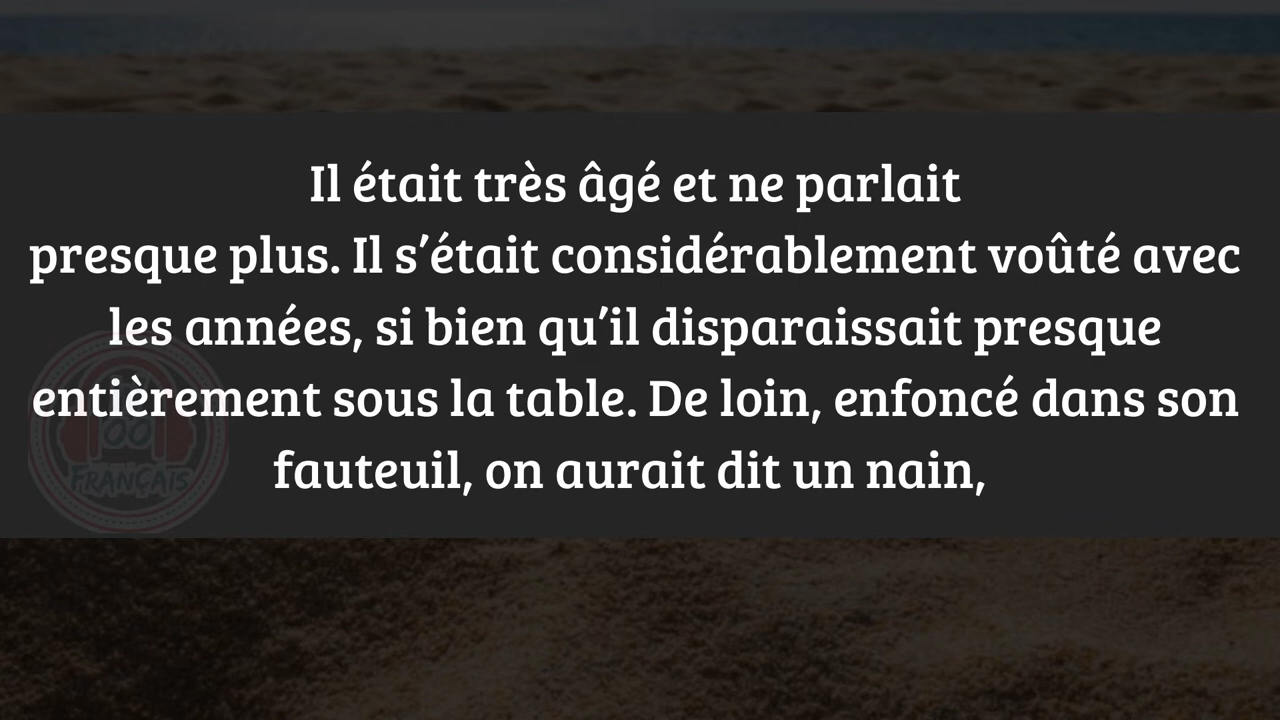 Il était très âgé et ne parlait
presque plus. Il s’était considérablement voûté avec
les années, si bien qu’il disparaissait presque
entièrement sous la table. De loin, enfoncé dans son
fauteuil, on aurait dit un nain,
FRANÇAIS